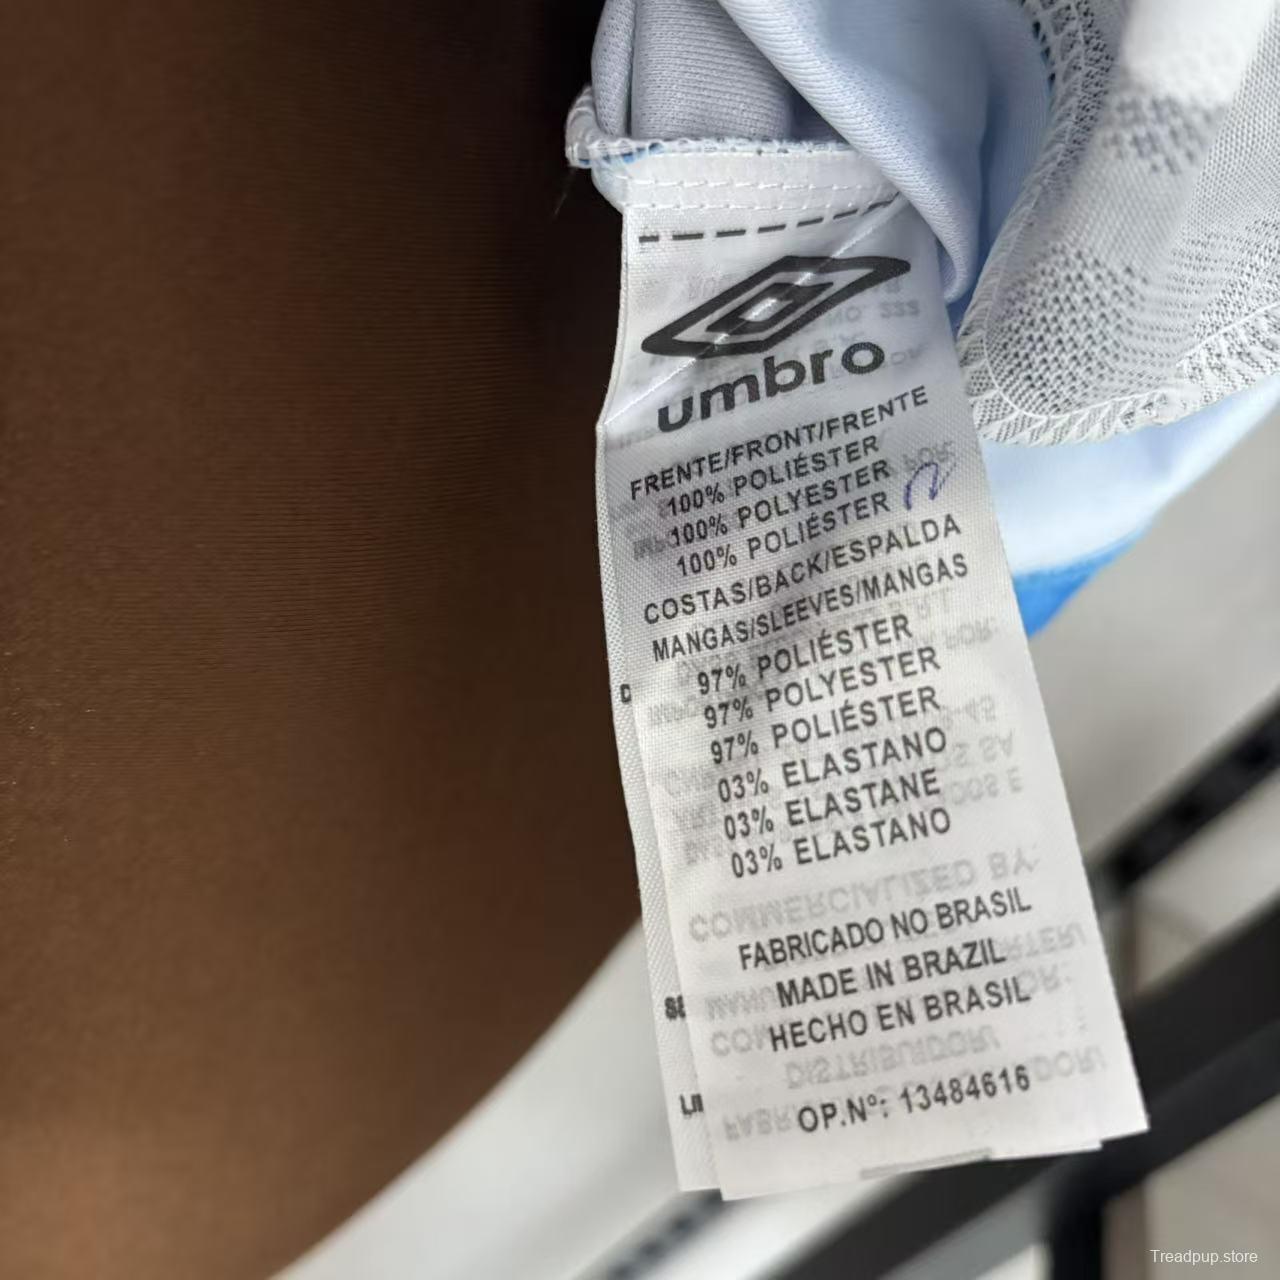 umbro
FRENTE/FRONT/FRENTE
100% POLIÉSTER
100% POLYESTER
100% POLIÉSTER
COSTAS/BACK/ESPALDA
MANGAS/SLEEVES/MANGAS
97% POLIÉSTER
97% POLYESTER
97% POLIÉSTER
03% ELASTANO
03% ELASTANE
03% ELASTANO
FABRICADO NO BRASIL
MADE IN BRAZIL
HECHO EN BRASIL
OP.Nº: 13484616
Treadpup.store